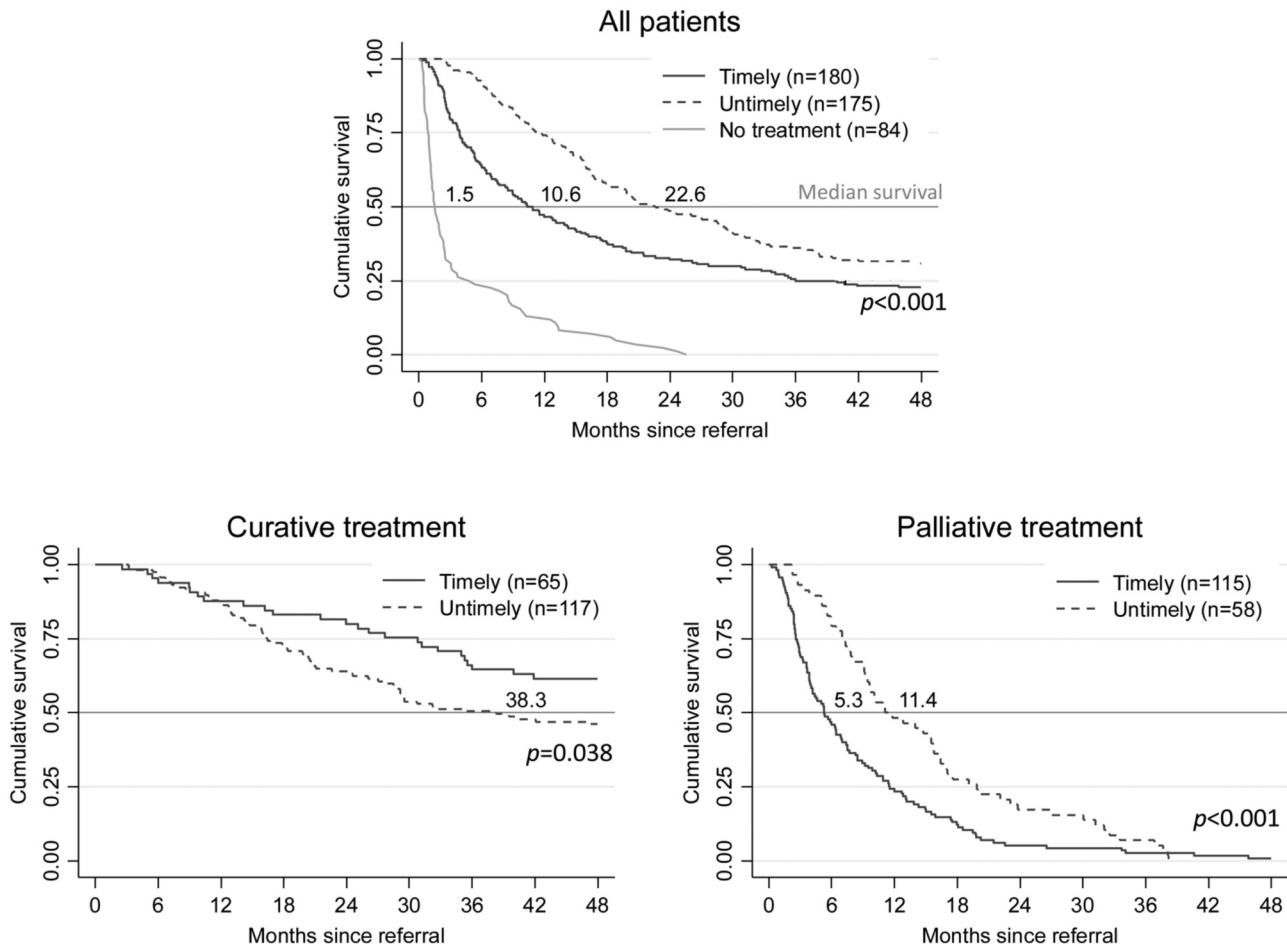 All patients
Cumulative survival
1.00
0.75
0.50
0.25
0.00
Timely (n=180)
Untimely (n=175)
No treatment (n=84)
1.5
10.6
22.6
Median survival
p<0.001
0 6 12 18 24 30 36 42 48
Months since referral
Curative treatment
Cumulative survival
1.00
0.75
0.50
0.25
0.00
Timely (n=65)
Untimely (n=117)
38.3
p=0.038
0 6 12 18 24 30 36 42 48
Months since referral
Palliative treatment
Cumulative survival
1.00
0.75
0.50
0.25
0.00
Timely (n=115)
Untimely (n=58)
5.3
11.4
p<0.001
0 6 12 18 24 30 36 42 48
Months since referral